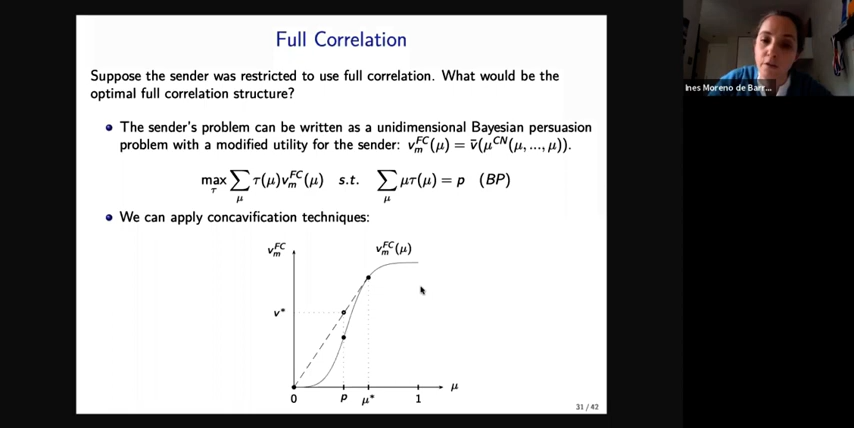 Full Correlation
Suppose the sender was restricted to use full correlation. What would be the
optimal full correlation structure?
• The sender's problem can be written as a unidimensional Bayesian persuasion
problem with a modified utility for the sender: v_m^{FC}(μ) = v̄(μ^{CN}(μ, ..., μ)).
max_τ ∑_μ τ(μ)v_m^{FC}(μ) s.t. ∑_μ μτ(μ) = p (BP)
• We can apply concavification techniques:
v_m^{FC}
v_m^{FC}(μ)
v*
μ
0 p μ* 1
31 / 42
Ines Moreno de Barr...